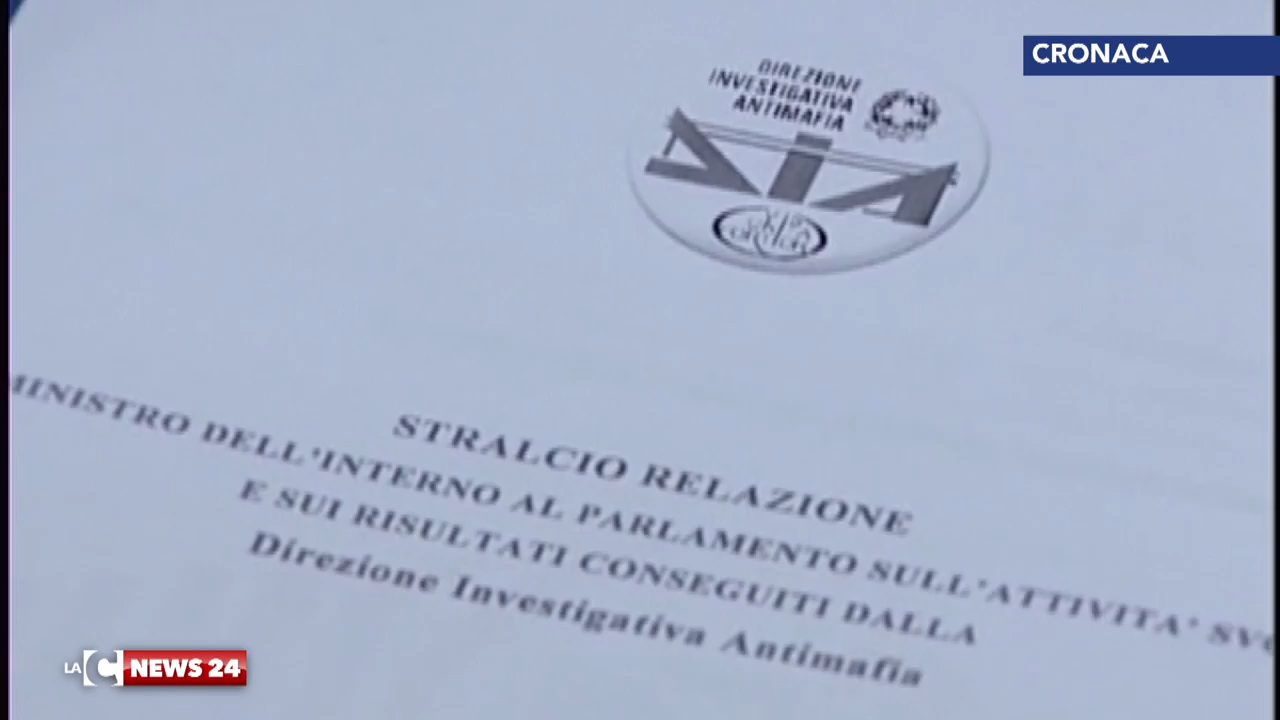 CRONACA
DIREZIONE
INVESTIGATIVA
ANTIMAFIA
DIA
STRALCIO RELAZIONE
MINISTRO DELL'INTERNO AL PARLAMENTO SULL'ATTIVITA' SVO
E SUI RISULTATI CONSEGUITI DALLA
Direzione Investigativa Antimafia
LA C NEWS 24